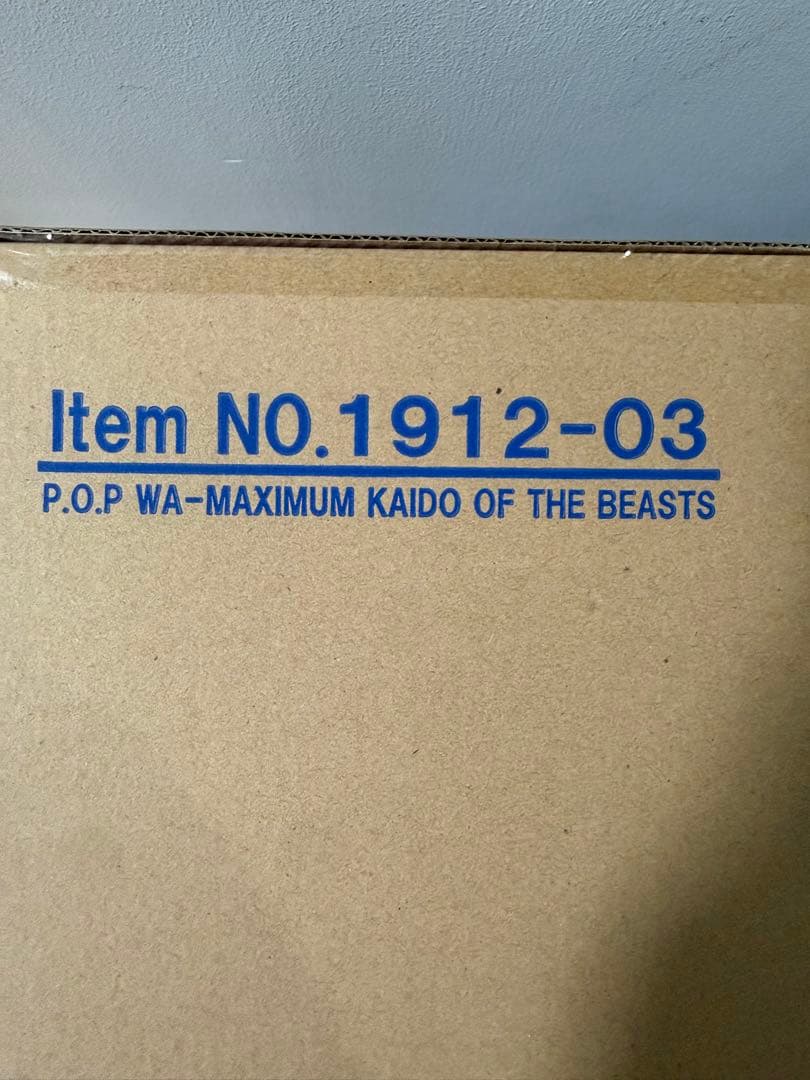 Item NO.1912-03
P.O.P WA-MAXIMUM KAIDO OF THE BEASTS